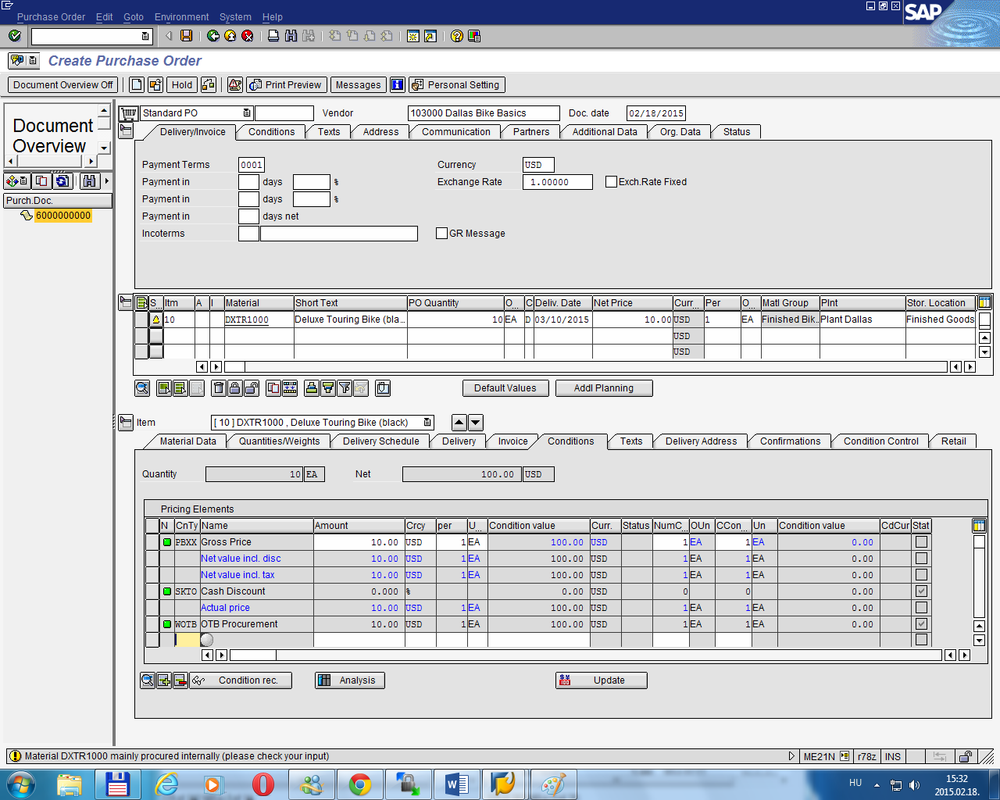 Purchase Order Edit Goto Environment System Help
SAP
Create Purchase Order
Document Overview Off Hold Print Preview Messages Personal Setting
Document
Overview
Purch.Doc.
6000000000
Standard PO Vendor 103000 Dallas Bike Basics Doc. date 02/18/2015
Delivery/Invoice Conditions Texts Address Communication Partners Additional Data Org. Data Status
Payment Terms 0001 Currency USD
Payment in days % Exchange Rate 1.00000 Exch.Rate Fixed
Payment in days %
Payment in days net
Incoterms GR Message
S... Itm A I Material Short Text PO Quantity O... C Deliv. Date Net Price Curr... Per O... Matl Group Plnt Stor. Location
10 DXTR1000 Deluxe Touring Bike (bla... 10 EA D 03/10/2015 10.00 USD 1 EA Finished Bik... Plant Dallas Finished Goods
USD
USD
Default Values Addl Planning
Item [ 10 ] DXTR1000 , Deluxe Touring Bike (black)
Material Data Quantities/Weights Delivery Schedule Delivery Invoice Conditions Texts Delivery Address Confirmations Condition Control Retail
Quantity 10 EA Net 100.00 USD
Pricing Elements
N CnTy Name Amount Crcy per U... Condition value Curr. Status NumC... OUn CCon... Un Condition value CdCur Stat
PBXX Gross Price 10.00 USD 1 EA 100.00 USD 1 EA 1 EA 0.00
Net value incl. disc 10.00 USD 1 EA 100.00 USD 1 EA 1 EA 0.00
Net value incl. tax 10.00 USD 1 EA 100.00 USD 1 EA 1 EA 0.00
SKTO Cash Discount 0.000 % 0.00 USD 0 0 0.00
Actual price 10.00 USD 1 EA 100.00 USD 1 EA 1 EA 0.00
WOTB OTB Procurement 10.00 USD 1 EA 100.00 USD 1 EA 1 EA 0.00
Condition rec. Analysis Update
Material DXTR1000 mainly procured internally (please check your input) ME21N r78z INS
HU 15:32
2015.02.18.